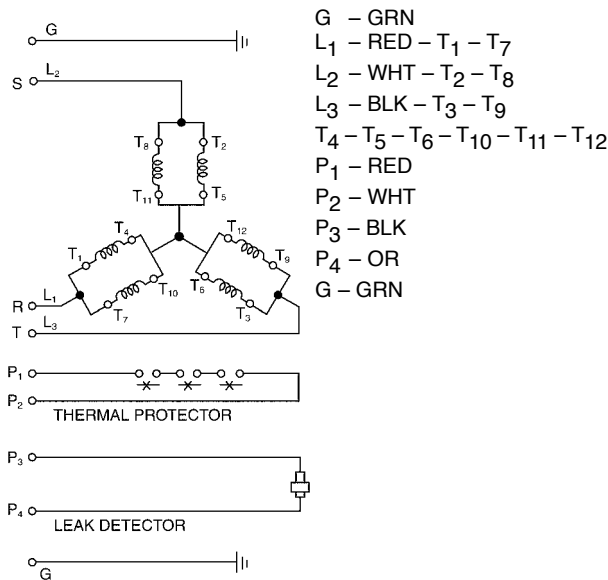 G
S L₂
T₈ T₂
T₁₁ T₅
T₄ T₁₂
T₁ T₉
T₁₀ T₆
T₇ T₃
R L₁
T L₃
P₁
P₂
THERMAL PROTECTOR
P₃
P₄
LEAK DETECTOR
G
G – GRN
L₁ – RED – T₁ – T₇
L₂ – WHT – T₂ – T₈
L₃ – BLK – T₃ – T₉
T₄ – T₅ – T₆ – T₁₀ – T₁₁ – T₁₂
P₁ – RED
P₂ – WHT
P₃ – BLK
P₄ – OR
G – GRN